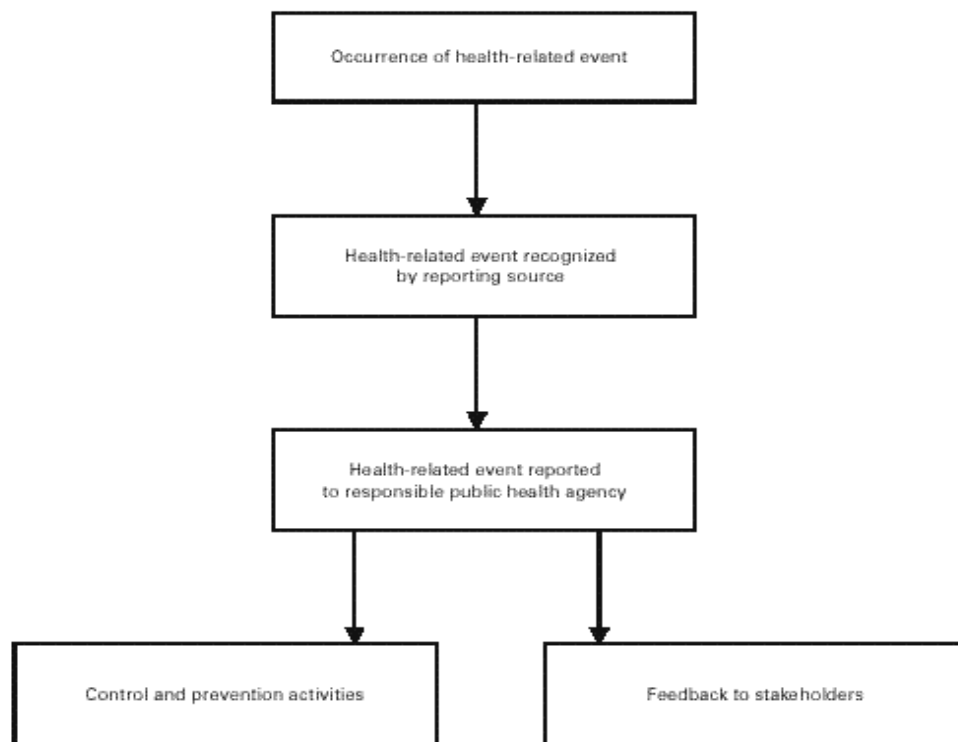 Occurrence of health-related event
Health-related event recognized
by reporting source
Health-related event reported
to responsible public health agency
Control and prevention activities
Feedback to stakeholders